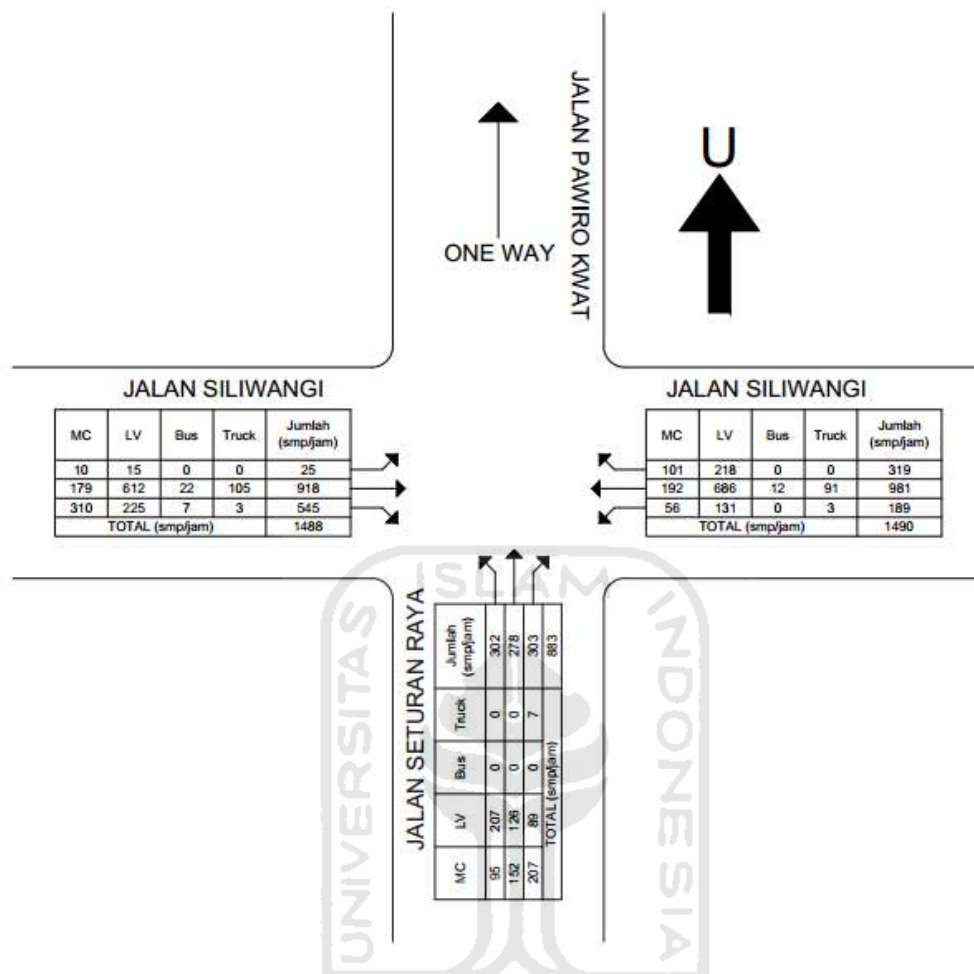 JALAN PAWIRO KWAT
U
ONE WAY
JALAN SILIWANGI
MC LV Bus Truck Jumlah (smp/jam)
10 15 0 0 25
179 612 22 105 918
310 225 7 3 545
TOTAL (smp/jam) 1488
JALAN SILIWANGI
MC LV Bus Truck Jumlah (smp/jam)
101 218 0 0 319
192 686 12 91 981
56 131 0 3 189
TOTAL (smp/jam) 1490
JALAN SETURAN RAYA
MC LV Bus Truck Jumlah (smp/jam)
95 207 0 0 302
152 126 0 0 278
207 89 0 7 303
TOTAL (smp/jam) 883
UNIVERSITAS ISLAM INDONESIA